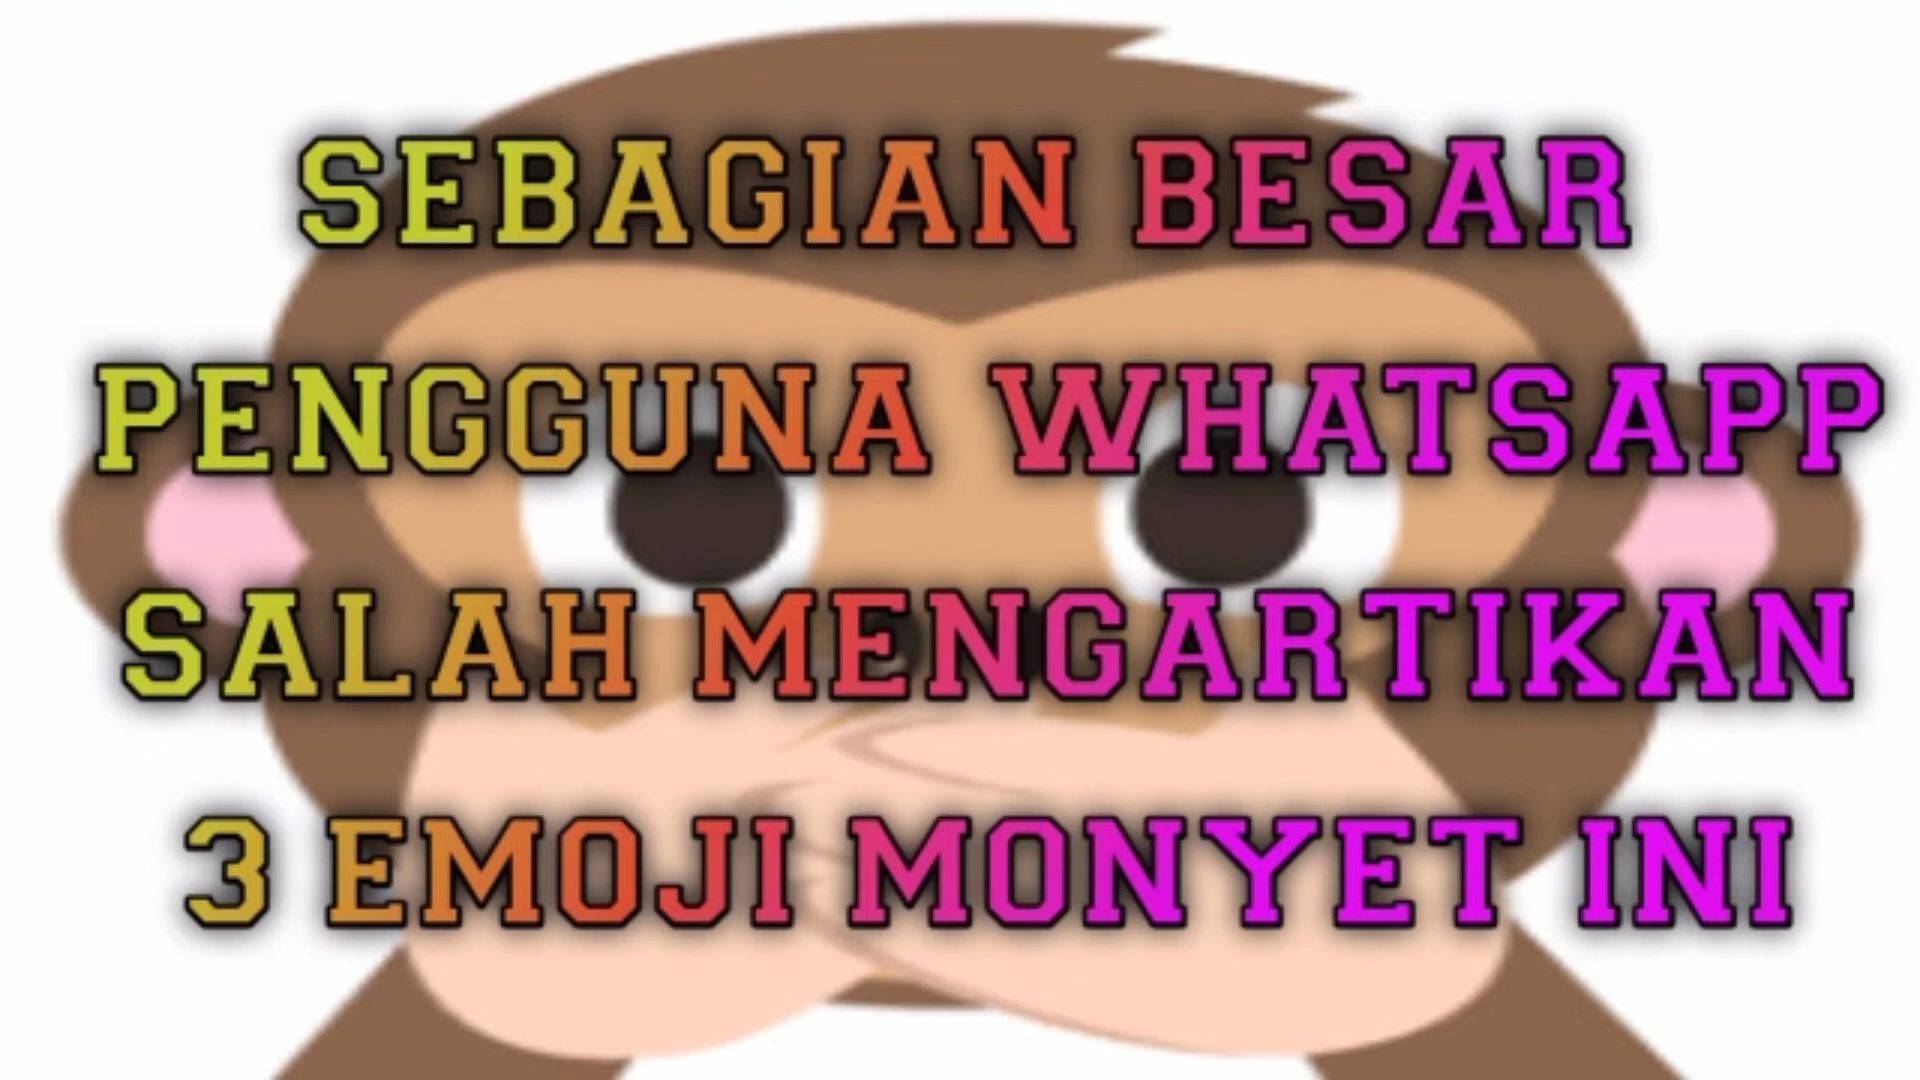 SEBAGIAN BESAR
PENGGUNA WHATSAPP
SALAH MENGARTIKAN
3 EMOJI MONYET INI